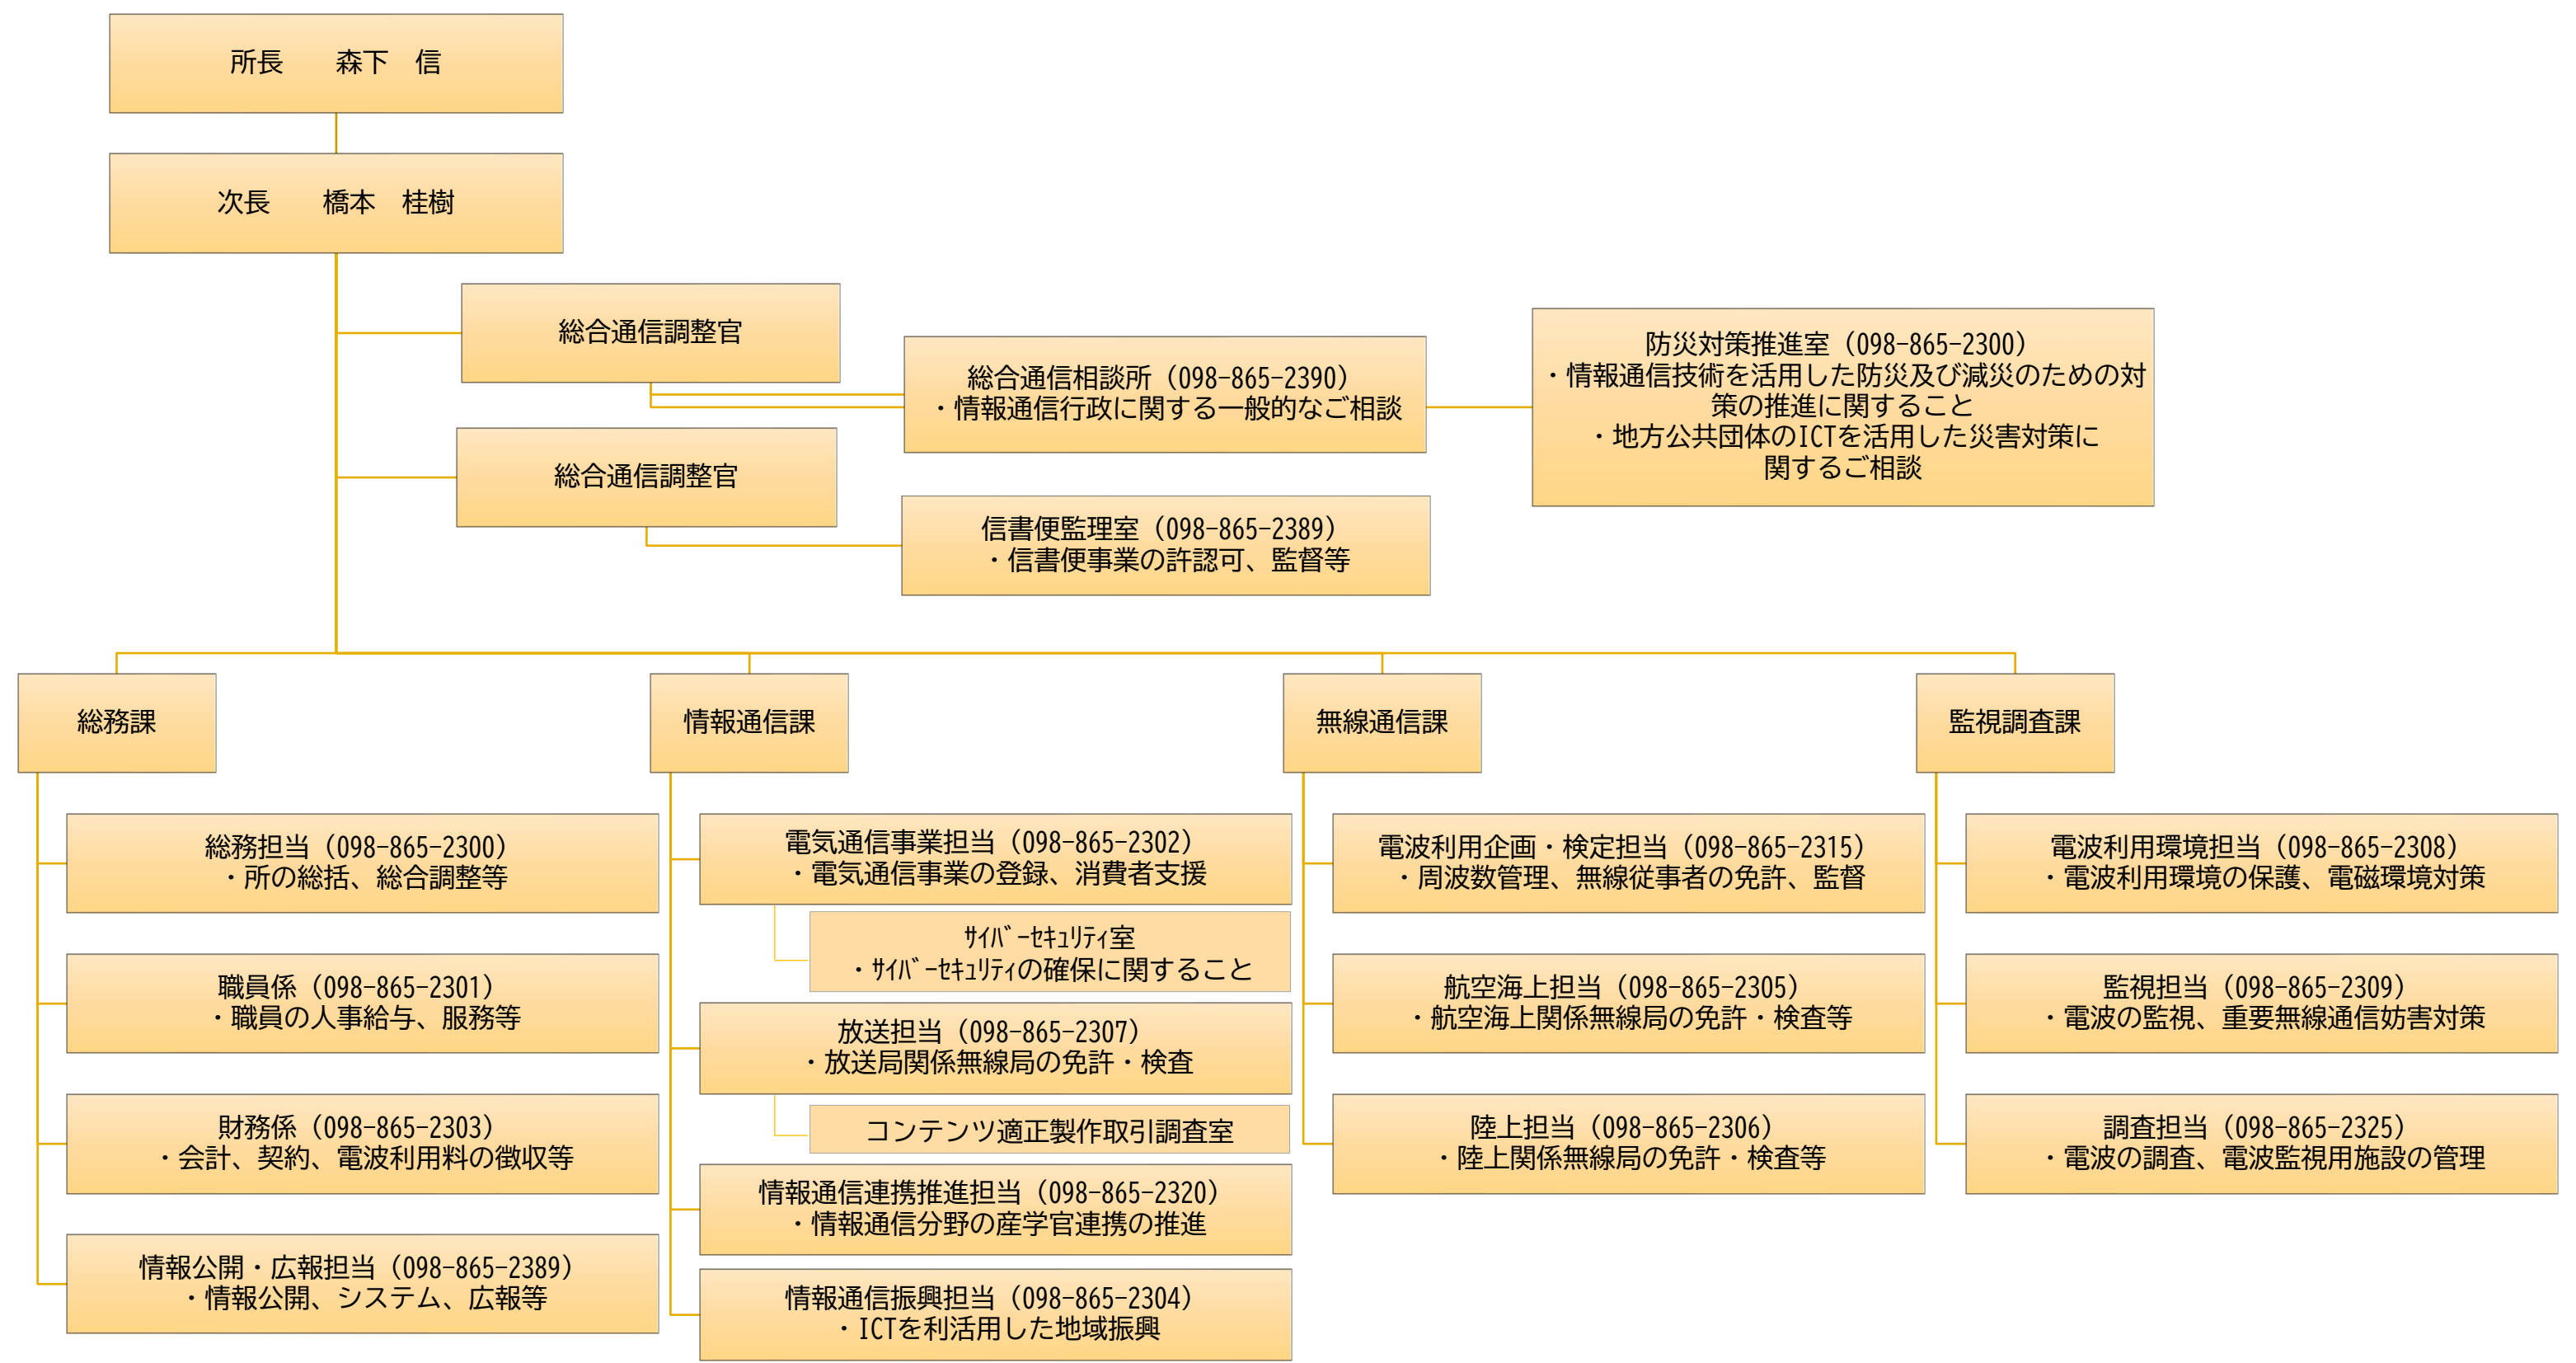 所長　　森下　信
次長　　橋本　桂樹
総合通信調整官
総合通信相談所（098-865-2390）
・情報通信行政に関する一般的なご相談
防災対策推進室（098-865-2300）
・情報通信技術を活用した防災及び減災のための対
策の推進に関すること
・地方公共団体のICTを活用した災害対策に
関するご相談
総合通信調整官
信書便監理室（098-865-2389）
・信書便事業の許認可、監督等
総務課
総務担当（098-865-2300）
・所の総括、総合調整等
職員係（098-865-2301）
・職員の人事給与、服務等
財務係（098-865-2303）
・会計、契約、電波利用料の徴収等
情報公開・広報担当（098-865-2389）
・情報公開、システム、広報等
情報通信課
電気通信事業担当（098-865-2302）
・電気通信事業の登録、消費者支援
ｻｲﾊﾞｰｾｷｭﾘﾃｨ室
・ｻｲﾊﾞｰｾｷｭﾘﾃｨの確保に関すること
放送担当（098-865-2307）
・放送局関係無線局の免許・検査
コンテンツ適正製作取引調査室
情報通信連携推進担当（098-865-2320）
・情報通信分野の産学官連携の推進
情報通信振興担当（098-865-2304）
・ICTを利活用した地域振興
無線通信課
電波利用企画・検定担当（098-865-2315）
・周波数管理、無線従事者の免許、監督
航空海上担当（098-865-2305）
・航空海上関係無線局の免許・検査等
陸上担当（098-865-2306）
・陸上関係無線局の免許・検査等
監視調査課
電波利用環境担当（098-865-2308）
・電波利用環境の保護、電磁環境対策
監視担当（098-865-2309）
・電波の監視、重要無線通信妨害対策
調査担当（098-865-2325）
・電波の調査、電波監視用施設の管理